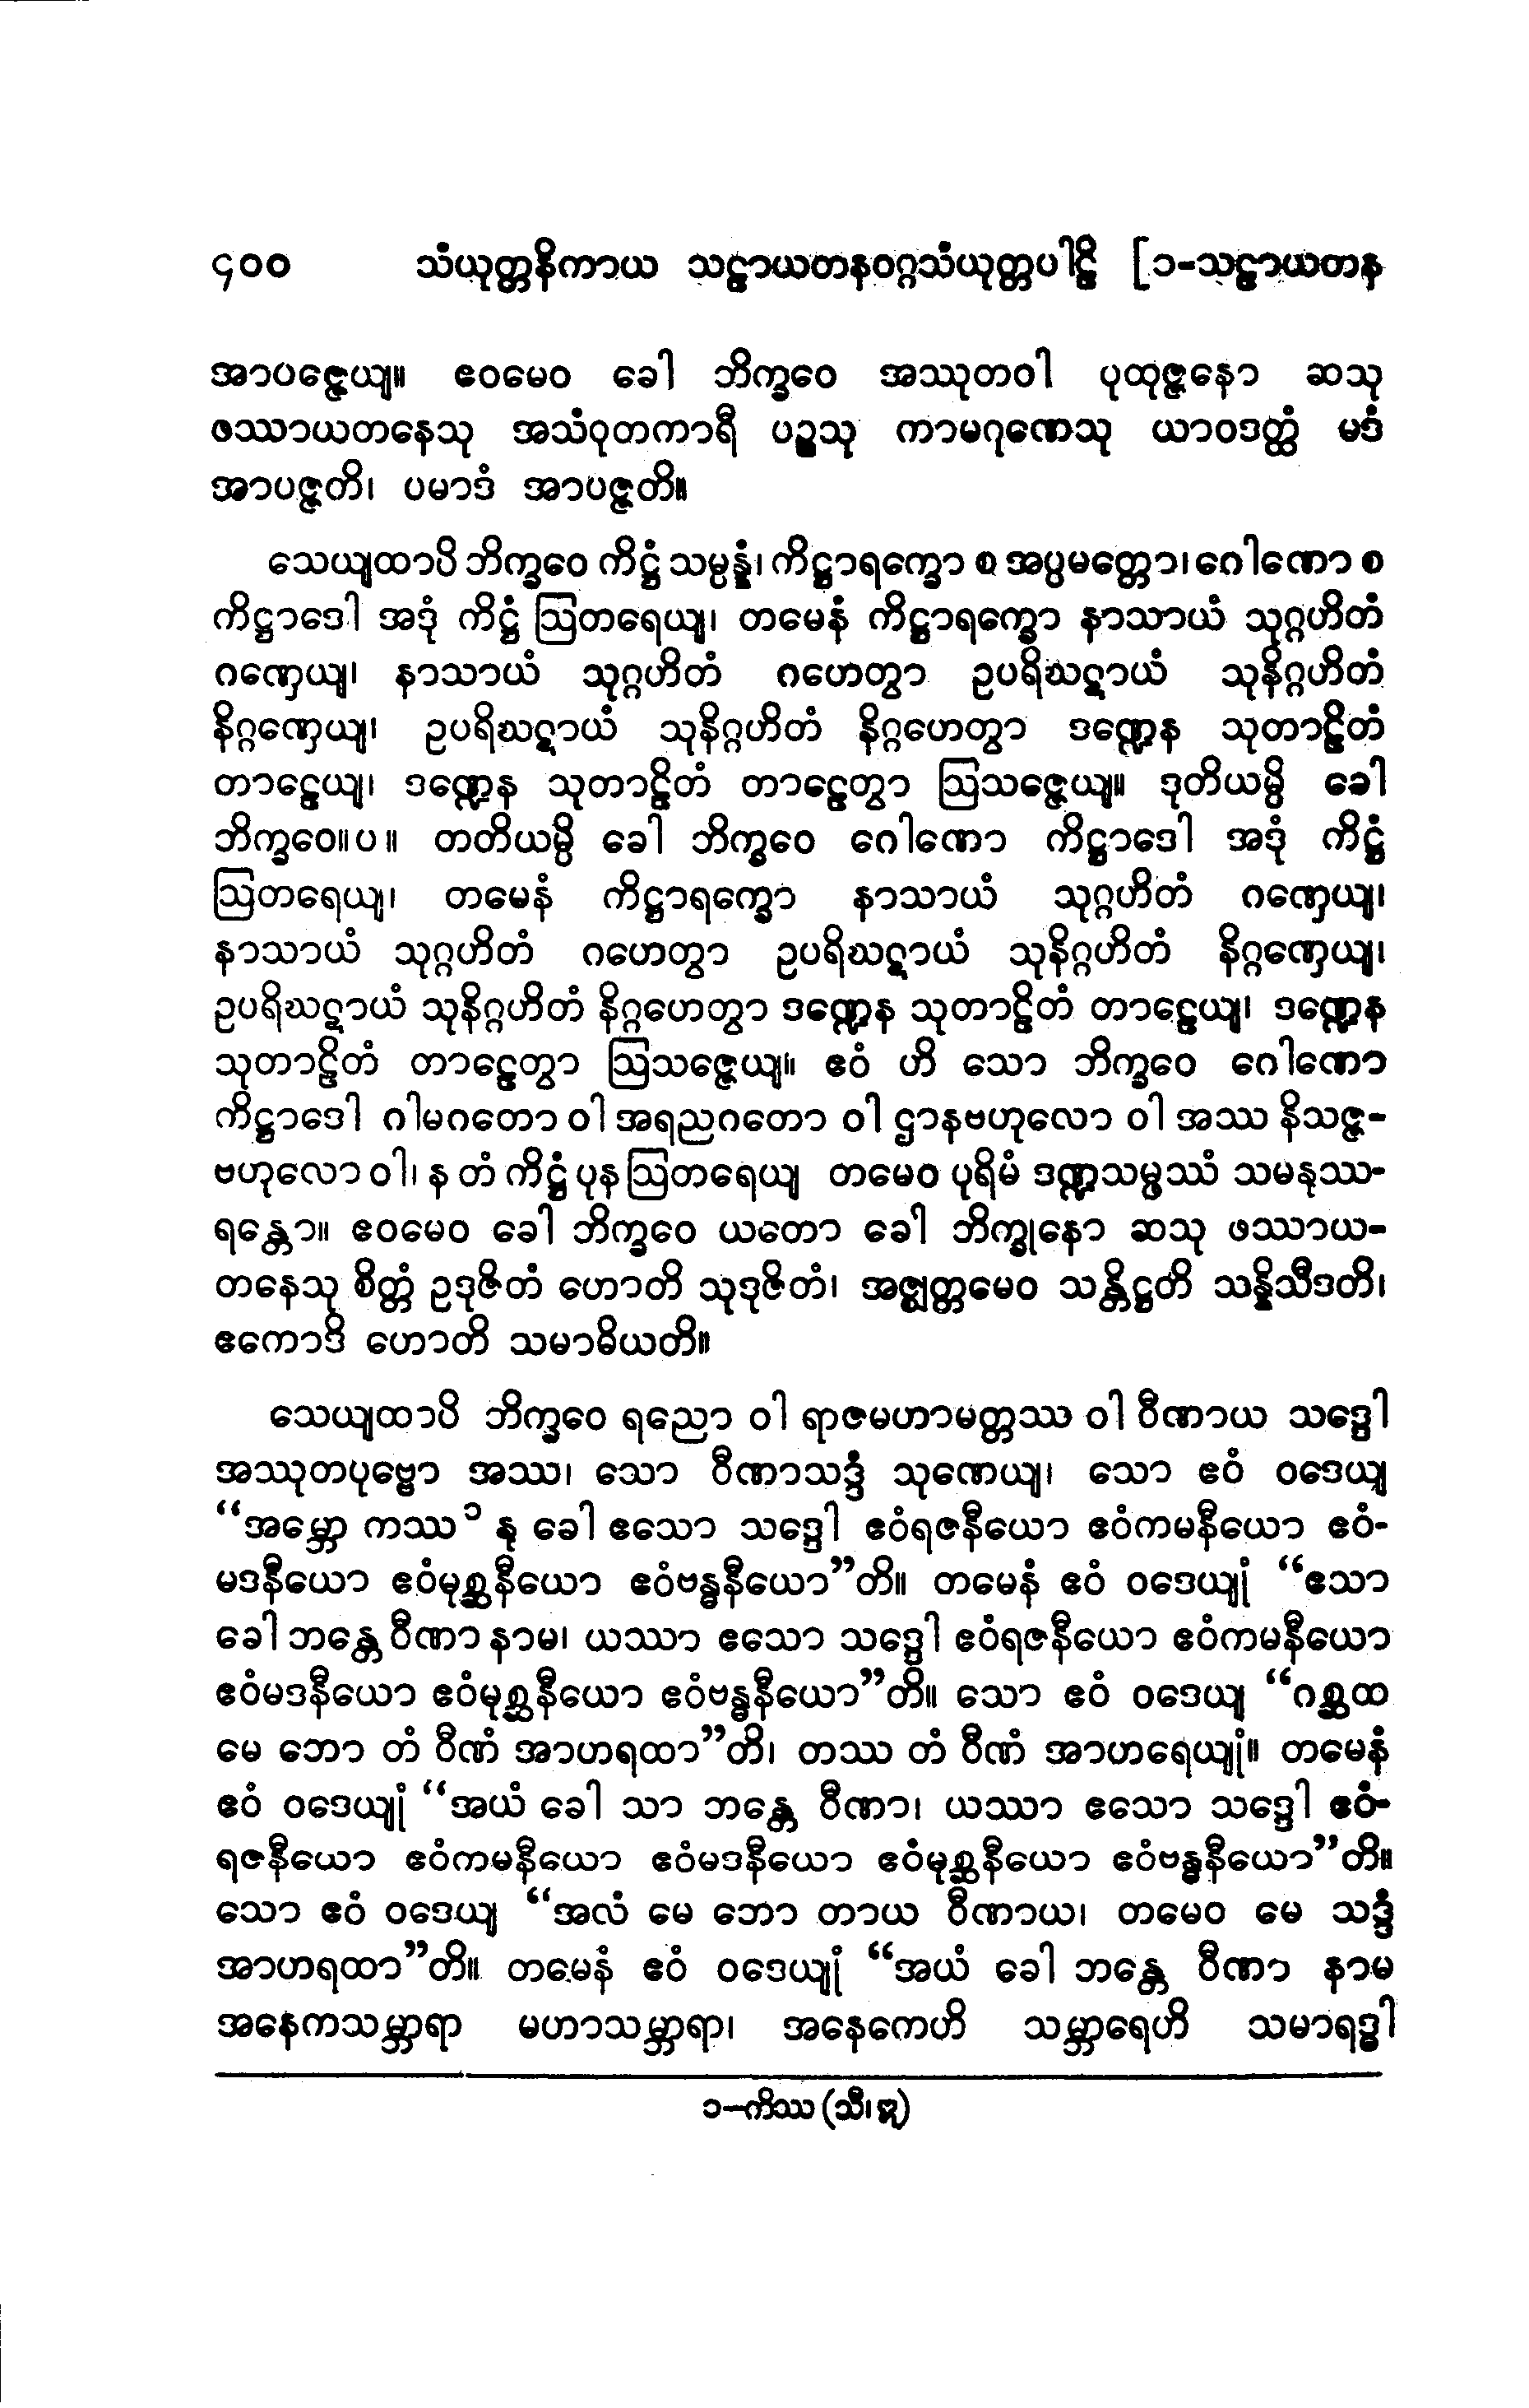 ၄၀၀ သံယုတ္တနိကာယ သဠာယတနဝဂ္ဂသံယုတ္တပါဠိ [၁-သဠာယတန
အာပဇ္ဇေယျ။ ဧဝမေဝ ခေါ ဘိက္ခဝေ အဿုတဝါ ပုထုဇ္ဇနော ဆသု
ဖဿာယတနေသု အသံဝုတကာရီ ပဉ္စသု ကာမဂုဏေသု ယာဝဒတ္ထံ မဒံ
အာပဇ္ဇတိ၊ ပမာဒံ အာပဇ္ဇတိ။
သေယျထာပိ ဘိက္ခဝေ ကိဋ္ဌံ သမ္ပန္နံ၊ ကိဋ္ဌာရက္ခော စ အပ္ပမတ္တော၊ ဂေါဏော စ
ကိဋ္ဌာဒေါ အဒုံ ကိဋ္ဌံ ဩတရေယျ၊ တမေနံ ကိဋ္ဌာရက္ခော နာသာယံ သုဂ္ဂဟိတံ
ဂဏှေယျ၊ နာသာယံ သုဂ္ဂဟိတံ ဂဟေတွာ ဥပရိဃဋာယံ သုနိဂ္ဂဟိတံ
နိဂ္ဂဏှေယျ၊ ဥပရိဃဋာယံ သုနိဂ္ဂဟိတံ နိဂ္ဂဟေတွာ ဒဏ္ဍေန သုတာဠိတံ
တာဠေယျ၊ ဒဏ္ဍေန သုတာဠိတံ တာဠေတွာ ဩသဇ္ဇေယျ။ ဒုတိယမ္ပိ ခေါ
ဘိက္ခဝေ။ပ။ တတိယမ္ပိ ခေါ ဘိက္ခဝေ ဂေါဏော ကိဋ္ဌာဒေါ အဒုံ ကိဋ္ဌံ
ဩတရေယျ၊ တမေနံ ကိဋ္ဌာရက္ခော နာသာယံ သုဂ္ဂဟိတံ ဂဏှေယျ၊
နာသာယံ သုဂ္ဂဟိတံ ဂဟေတွာ ဥပရိဃဋာယံ သုနိဂ္ဂဟိတံ နိဂ္ဂဏှေယျ၊
ဥပရိဃဋာယံ သုနိဂ္ဂဟိတံ နိဂ္ဂဟေတွာ ဒဏ္ဍေန သုတာဠိတံ တာဠေယျ၊ ဒဏ္ဍေန
သုတာဠိတံ တာဠေတွာ ဩသဇ္ဇေယျ။ ဧဝံ ဟိ သော ဘိက္ခဝေ ဂေါဏော
ကိဋ္ဌာဒေါ ဂါမဂတော ဝါ အရညဂတော ဝါ ဌာနဗဟုလော ဝါ အဿ နိသဇ္ဇ-
ဗဟုလော ဝါ၊ န တံ ကိဋ္ဌံ ပုန ဩတရေယျ တမေဝ ပုရိမံ ဒဏ္ဍသမ္ဖဿံ သမနုဿ-
ရန္တော။ ဧဝမေဝ ခေါ ဘိက္ခဝေ ယတော ခေါ ဘိက္ခုနော ဆသု ဖဿာယ-
တနေသု စိတ္တံ ဥဒုဇိတံ ဟောတိ သုဒုဇိတံ၊ အဇ္ဈတ္တမေဝ သန္တိဋ္ဌတိ သန္နိသီဒတိ၊
ဧကောဒိ ဟောတိ သမာဓိယတိ။
သေယျထာပိ ဘိက္ခဝေ ရညော ဝါ ရာဇမဟာမတ္တဿ ဝါ ဝီဏာယ သဒ္ဒေါ
အဿုတပုဗ္ဗော အဿ၊ သော ဝီဏာသဒ္ဒံ သုဏေယျ၊ သော ဧဝံ ဝဒေယျ
“အမ္ဘော ကဿ ၁ နု ခေါ ဧသော သဒ္ဒေါ ဧဝံရဇနီယော ဧဝံကမနီယော ဧဝံ-
မဒနီယော ဧဝံမုစ္ဆနီယော ဧဝံဗန္ဓနီယော”တိ။ တမေနံ ဧဝံ ဝဒေယျုံ “ဧသာ
ခေါ ဘန္တေ ဝီဏာ နာမ၊ ယဿာ ဧသော သဒ္ဒေါ ဧဝံရဇနီယော ဧဝံကမနီယော
ဧဝံမဒနီယော ဧဝံမုစ္ဆနီယော ဧဝံဗန္ဓနီယော”တိ။ သော ဧဝံ ဝဒေယျ “ဂစ္ဆထ
မေ ဘော တံ ဝီဏံ အာဟရထာ”တိ၊ တဿ တံ ဝီဏံ အာဟရေယျုံ။ တမေနံ
ဧဝံ ဝဒေယျုံ “အယံ ခေါ သာ ဘန္တေ ဝီဏာ၊ ယဿာ ဧသော သဒ္ဒေါ ဧဝံ-
ရဇနီယော ဧဝံကမနီယော ဧဝံမဒနီယော ဧဝံမုစ္ဆနီယော ဧဝံဗန္ဓနီယော”တိ။
သော ဧဝံ ဝဒေယျ “အလံ မေ ဘော တာယ ဝီဏာယ၊ တမေဝ မေ သဒ္ဒံ
အာဟရထာ”တိ။ တမေနံ ဧဝံ ဝဒေယျုံ “အယံ ခေါ ဘန္တေ ဝီဏာ နာမ
အနေကသမ္ဘာရာ မဟာသမ္ဘာရာ၊ အနေကေဟိ သမ္ဘာရေဟိ သမာရဒ္ဓါ
၁-ကိဿ (သီ၊ ဣ)